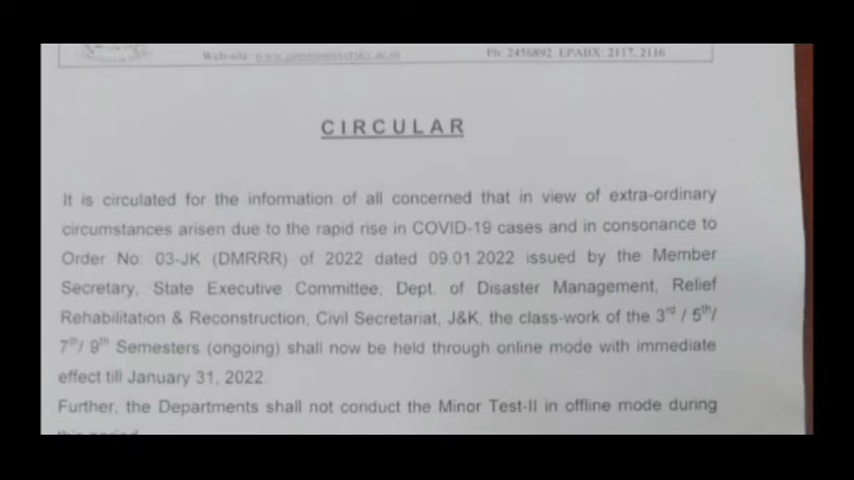 Ph: 2456892 EPABX: 2117, 2116
CIRCULAR
It is circulated for the information of all concerned that in view of extra-ordinary
circumstances arisen due to the rapid rise in COVID-19 cases and in consonance to
Order No: 03-JK (DMRRR) of 2022 dated 09.01.2022 issued by the Member
Secretary, State Executive Committee, Dept. of Disaster Management, Relief
Rehabilitation & Reconstruction, Civil Secretariat, J&K, the class-work of the 3rd / 5th/
7th/ 9th Semesters (ongoing) shall now be held through online mode with immediate
effect till January 31, 2022
Further, the Departments shall not conduct the Minor Test-II in offline mode during